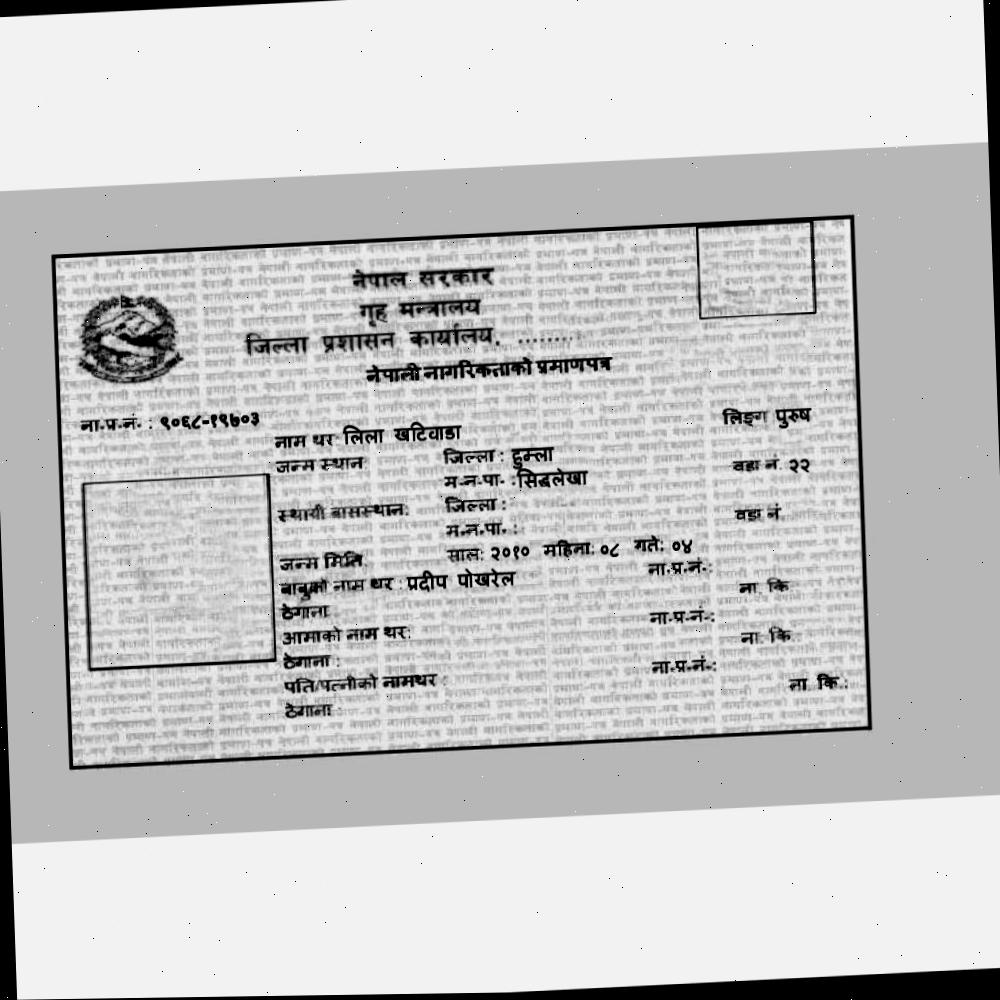 नेपाल सरकार
गृह मन्त्रालय
जिल्ला प्रशासन कार्यालय, .........
नेपाली नागरिकताको प्रमाणपत्र
ना.प्र.नं. : ९०६८-१९७०३
लिङ्ग पुरुष
नाम थर लिला खटिवाडा
जन्म स्थान जिल्ला : हुम्ला वडा नं. २२
म.न.पा. : सिद्धलेखा
स्थायी बासस्थान: जिल्ला : वडा नं.
म.न.पा. :
जन्म मिति साल: २०१० महिना: ०८ गते: ०४
बाबुको नाम थर : प्रदीप पोखरेल ना.प्र.नं.:
ठेगाना ना. कि
आमाको नाम थर: ना.प्र.नं.:
ठेगाना : ना. कि
पति/पत्नीको नामथर : ना.प्र.नं.:
ठेगाना ना. कि.: